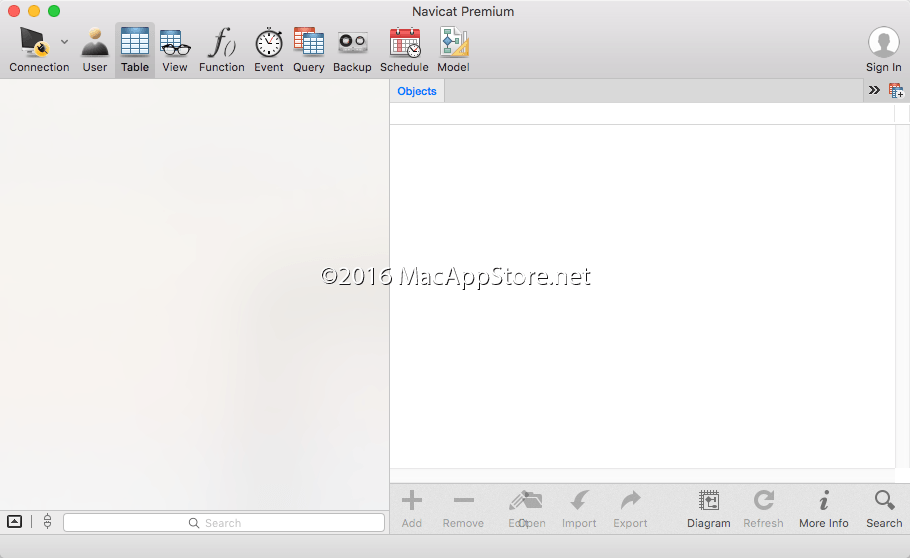 Navicat Premium
Connection User Table View Function Event Query Backup Schedule Model Sign In
Objects
©2016 MacAppStore.net
Search
Add Remove Edit Open Import Export Diagram Refresh More Info Search